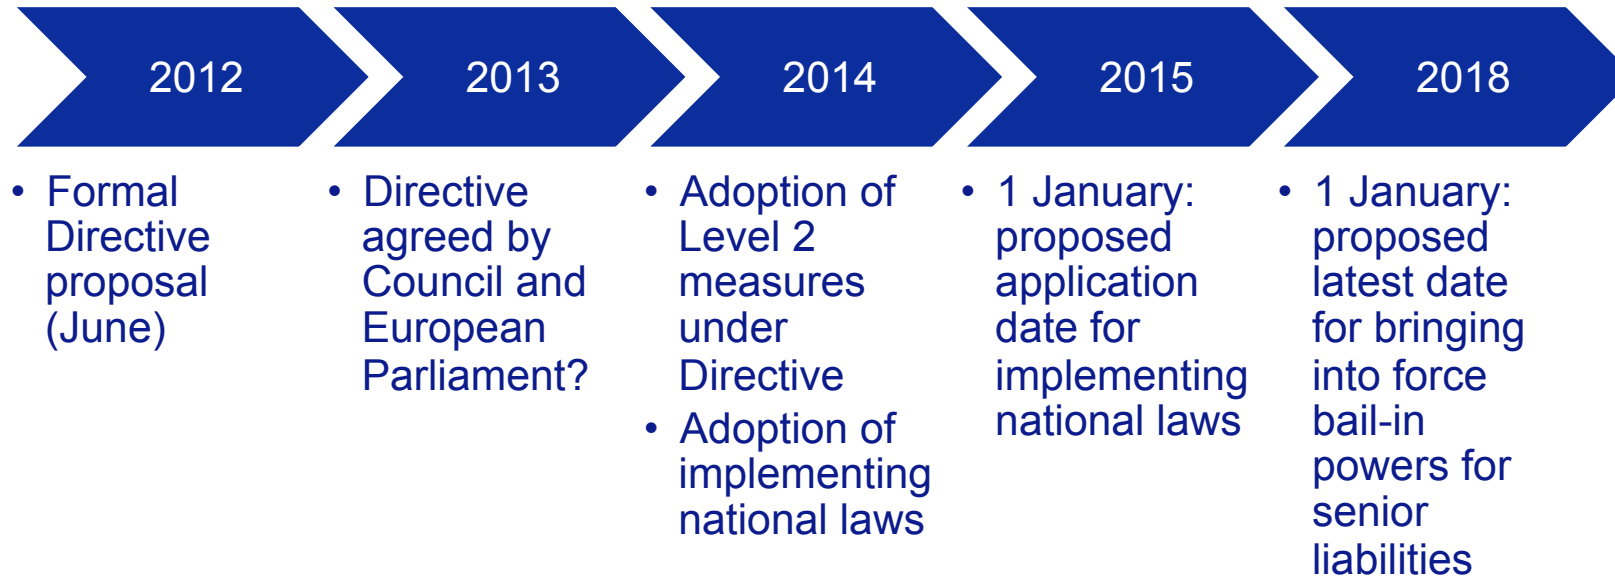 2012
2013
2014
2015
2018
• Formal
Directive
proposal
(June)
• Directive
agreed by
Council and
European
Parliament?
• Adoption of
Level 2
measures
under
Directive
• Adoption of
implementing
national laws
• 1 January:
proposed
application
date for
implementing
national laws
• 1 January:
proposed
latest date
for bringing
into force
bail-in
powers for
senior
liabilities